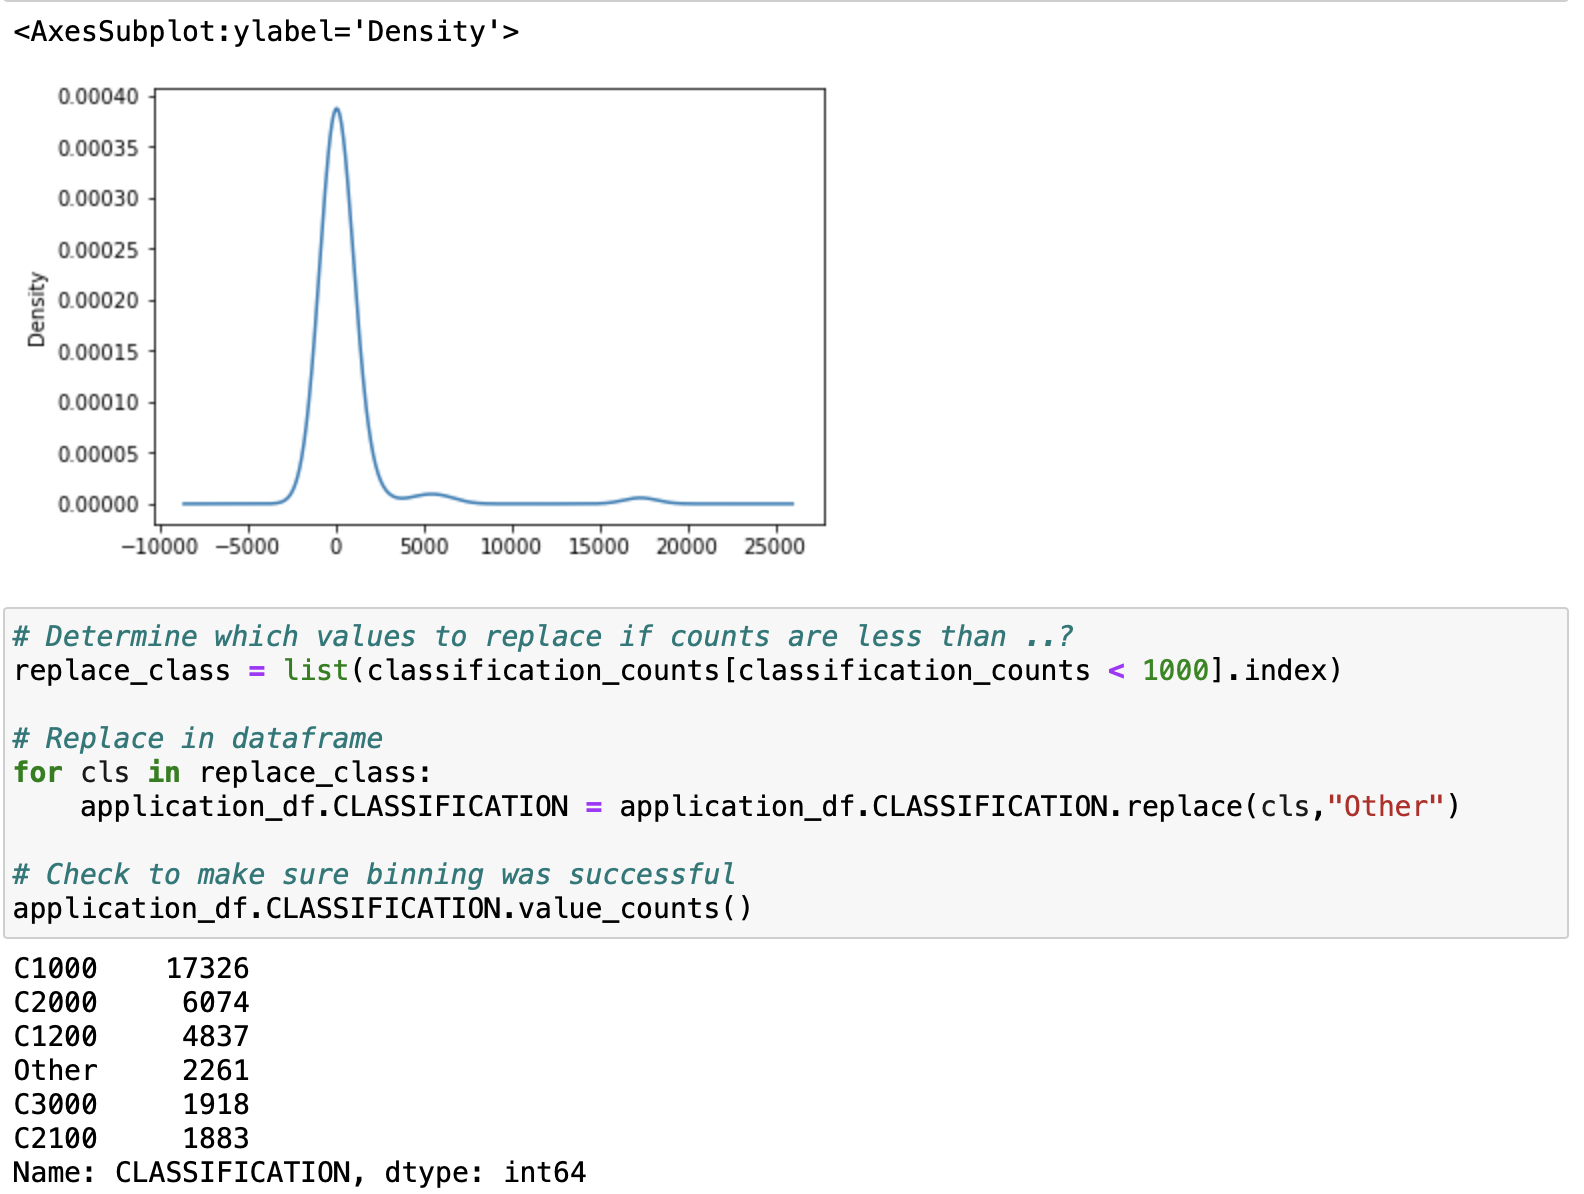 <AxesSubplot:ylabel='Density'>
0.00040
0.00035
0.00030
0.00025
0.00020
0.00015
0.00010
0.00005
0.00000
Density
−10000 −5000 0 5000 10000 15000 20000 25000
# Determine which values to replace if counts are less than ..?
replace_class = list(classification_counts[classification_counts < 1000].index)
# Replace in dataframe
for cls in replace_class:
    application_df.CLASSIFICATION = application_df.CLASSIFICATION.replace(cls,"Other")
# Check to make sure binning was successful
application_df.CLASSIFICATION.value_counts()
C1000    17326
C2000     6074
C1200     4837
Other     2261
C3000     1918
C2100     1883
Name: CLASSIFICATION, dtype: int64